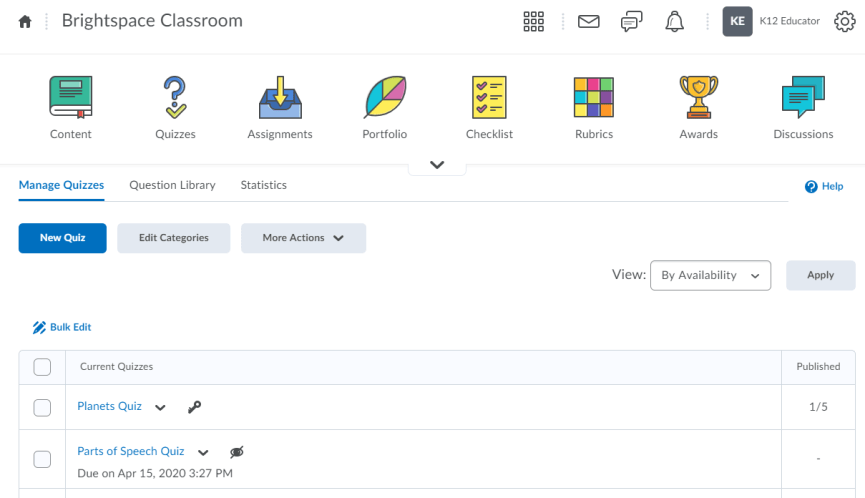 Brightspace Classroom
KE K12 Educator
Content Quizzes Assignments Portfolio Checklist Rubrics Awards Discussions
Manage Quizzes Question Library Statistics Help
New Quiz Edit Categories More Actions
View: By Availability Apply
Bulk Edit
Current Quizzes Published
Planets Quiz 1/5
Parts of Speech Quiz -
Due on Apr 15, 2020 3:27 PM